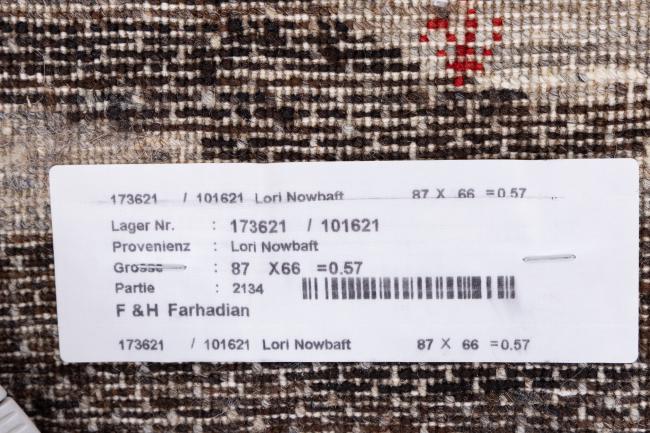 173621 / 101621 Lori Nowbaft 87 X 66 =0.57
Lager Nr. : 173621 / 101621
Provenienz : Lori Nowbaft
Grosse : 87 X66 =0.57
Partie : 2134
F &H Farhadian
173621 / 101621 Lori Nowbaft 87 X 66 =0.57